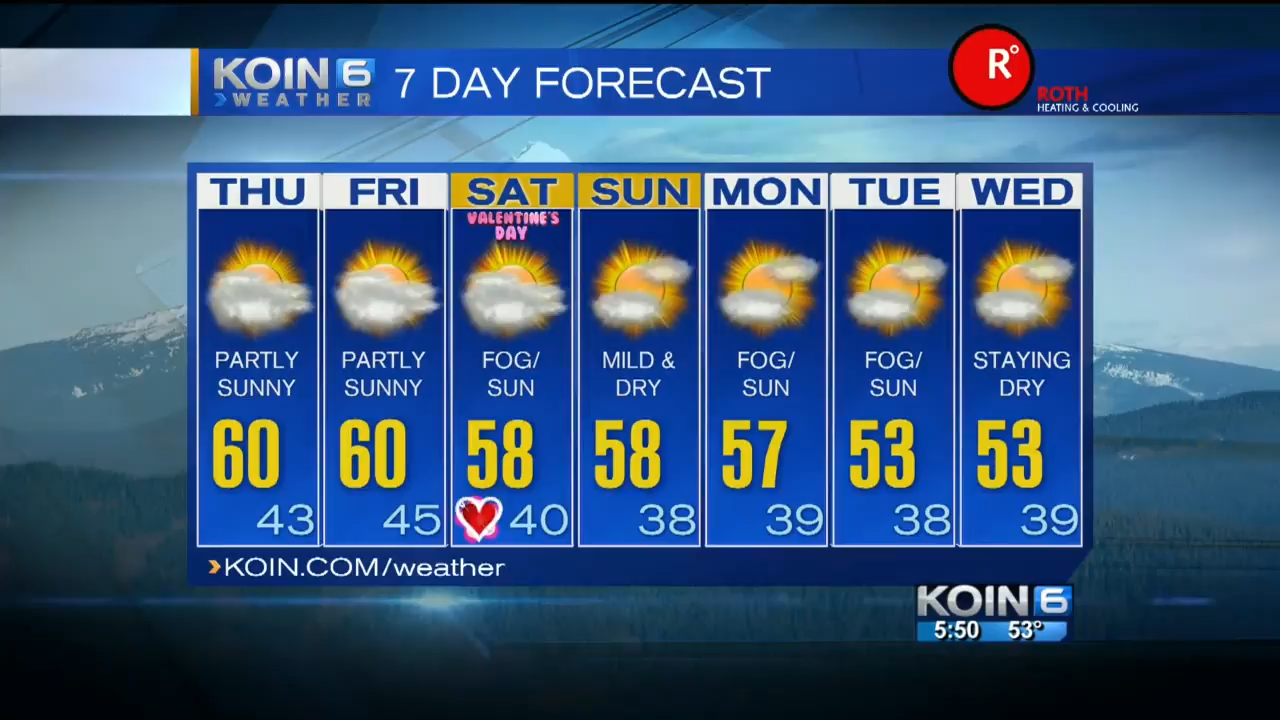 KOIN 6
WEATHER
7 DAY FORECAST
R°
ROTH
HEATING & COOLING
THU FRI SAT SUN MON TUE WED
VALENTINE'S
DAY
PARTLY PARTLY FOG/ MILD & FOG/ FOG/ STAYING
SUNNY SUNNY SUN DRY SUN SUN DRY
60 60 58 58 57 53 53
43 45 40 38 39 38 39
KOIN.COM/weather
KOIN 6
5:50 53°